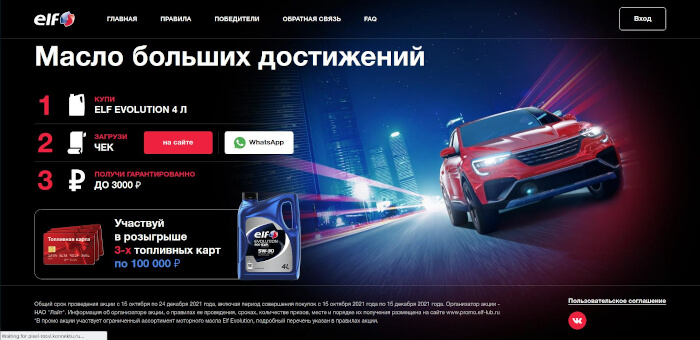 elf
ГЛАВНАЯ
ПРАВИЛА
ПОБЕДИТЕЛИ
ОБРАТНАЯ СВЯЗЬ
FAQ
Вход
Масло больших достижений
1
КУПИ
ELF EVOLUTION 4 Л
2
ЗАГРУЗИ
ЧЕК
на сайте
WhatsApp
3
ПОЛУЧИ ГАРАНТИРОВАННО
ДО 3000 ₽
Топливная карта
Участвуй
в розыгрыше
3-х топливных карт
по 100 000 ₽
elf
EVOLUTION
5W-30
4L
Общий срок проведения акции с 15 октября по 24 декабря 2021 года, включая период совершения покупок с 15 октября 2021 года по 15 декабря 2021 года. Организатор акции -
НАО "Лайт". Информация об организаторе акции, о правилах ее проведения, сроках, количестве призов, месте и порядке их получения размещена на сайте www.promo.elf-lub.ru
*В промо акции участвует ограниченный ассортимент моторного масла Elf Evolution, подробный перечень указан в правилах акции.
Пользовательское соглашение
Waiting for